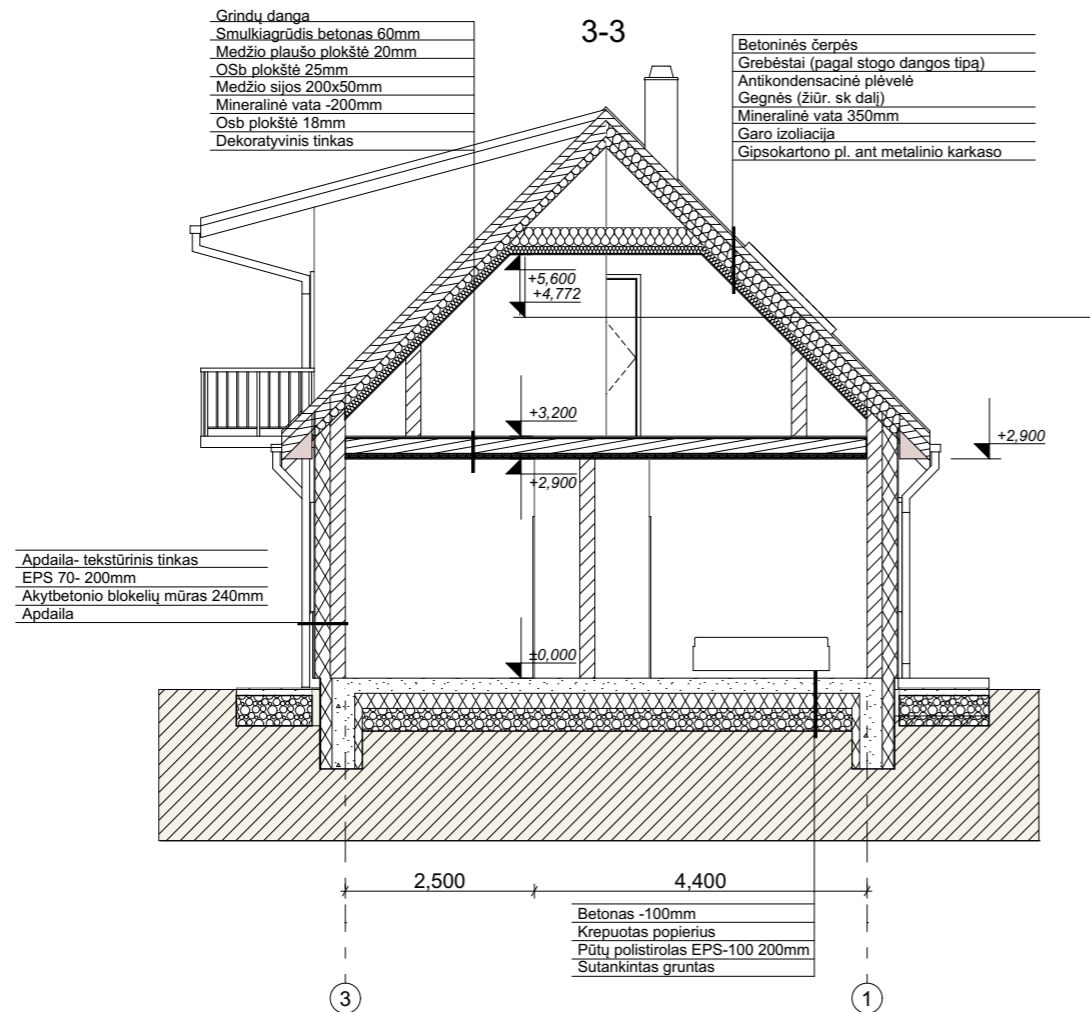 3-3
Grindų danga
Smulkiagrūdis betonas 60mm
Medžio plaušo plokštė 20mm
OSb plokštė 25mm
Medžio sijos 200x50mm
Mineralinė vata -200mm
Osb plokštė 18mm
Dekoratyvinis tinkas
Betoninės čerpės
Grebėstai (pagal stogo dangos tipą)
Antikondensacinė plėvelė
Gegnės (žiūr. sk dalį)
Mineralinė vata 350mm
Garo izoliacija
Gipsokartono pl. ant metalinio karkaso
+5,600
+4,772
+3,200
+2,900
+2,900
Apdaila- tekstūrinis tinkas
EPS 70- 200mm
Akytbetonio blokelių mūras 240mm
Apdaila
±0,000
2,500
4,400
Betonas -100mm
Krepuotas popierius
Pūtų polistirolas EPS-100 200mm
Sutankintas gruntas
3
1